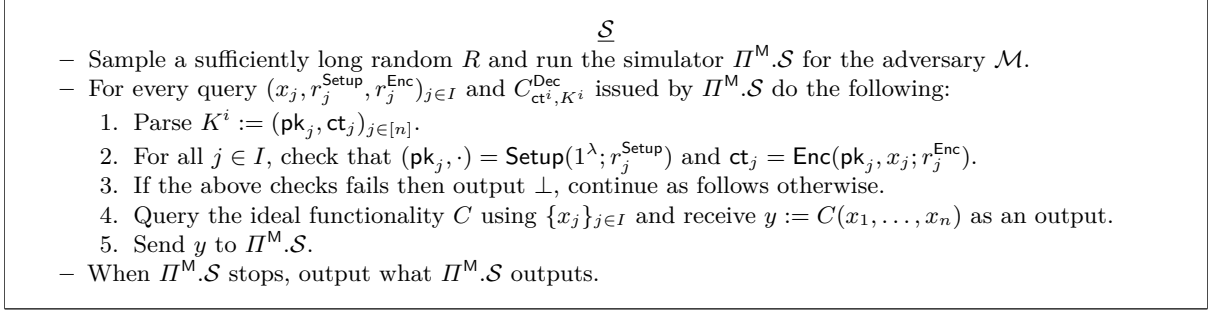 S
– Sample a sufficiently long random R and run the simulator Π^M.S for the adversary M.
– For every query (x_j, r_j^Setup, r_j^Enc)_{j∈I} and C^Dec_{ct^i,K^i} issued by Π^M.S do the following:
1. Parse K^i := (pk_j, ct_j)_{j∈[n]}.
2. For all j ∈ I, check that (pk_j, ·) = Setup(1^λ; r_j^Setup) and ct_j = Enc(pk_j, x_j; r_j^Enc).
3. If the above checks fails then output ⊥, continue as follows otherwise.
4. Query the ideal functionality C using {x_j}_{j∈I} and receive y := C(x_1, . . . , x_n) as an output.
5. Send y to Π^M.S.
– When Π^M.S stops, output what Π^M.S outputs.